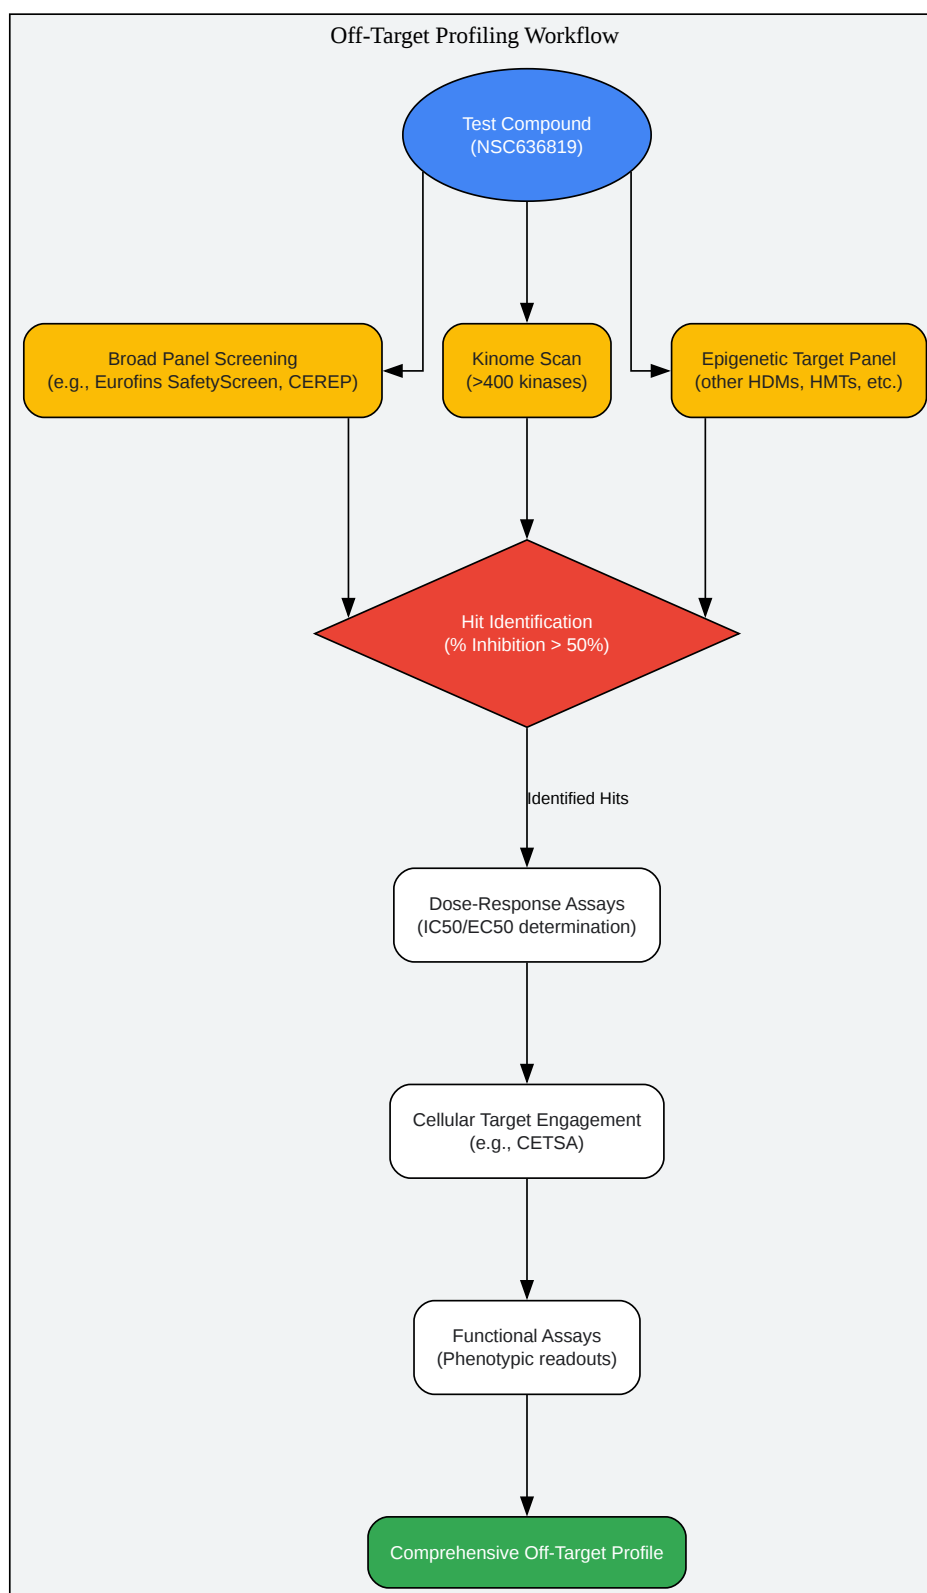 Off-Target Profiling Workflow
Test Compound
(NSC636819)
Broad Panel Screening
(e.g., Eurofins SafetyScreen, CEREP)
Kinome Scan
(>400 kinases)
Epigenetic Target Panel
(other HDMs, HMTs, etc.)
Hit Identification
(% Inhibition > 50%)
Identified Hits
Dose-Response Assays
(IC50/EC50 determination)
Cellular Target Engagement
(e.g., CETSA)
Functional Assays
(Phenotypic readouts)
Comprehensive Off-Target Profile